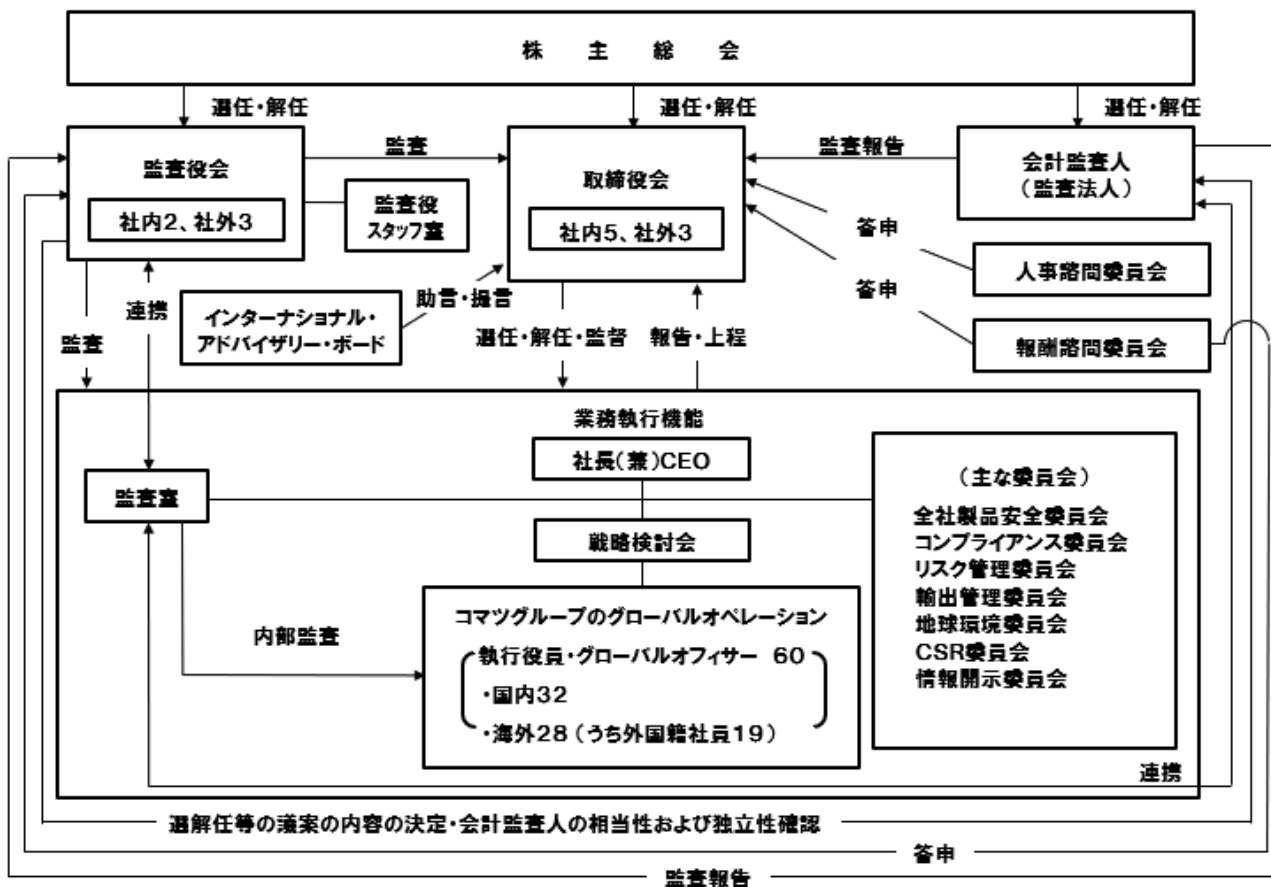 株主総会
選任・解任
選任・解任
選任・解任
監査役会
社内2、社外3
監査
監査役
スタッフ室
取締役会
社内5、社外3
監査報告
会計監査人
(監査法人)
答申
人事諮問委員会
答申
報酬諮問委員会
インターナショナル・
アドバイザリー・ボード
助言・提言
監査
連携
選任・解任・監督
報告・上程
業務執行機能
社長(兼)CEO
監査室
戦略検討会
内部監査
コマツグループのグローバルオペレーション
執行役員・グローバルオフィサー 60
・国内32
・海外28(うち外国籍社員19)
(主な委員会)
全社製品安全委員会
コンプライアンス委員会
リスク管理委員会
輸出管理委員会
地球環境委員会
CSR委員会
情報開示委員会
連携
選解任等の議案の内容の決定・会計監査人の相当性および独立性確認
答申
監査報告